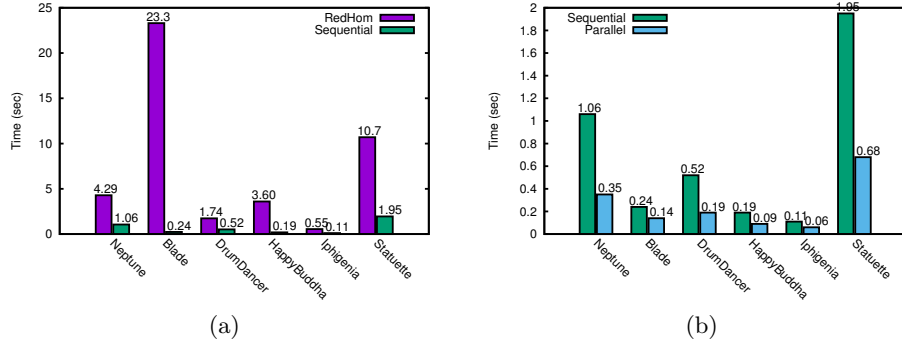 25
20
15
10
5
0
Time (sec)
RedHom
Sequential
4.29
1.06
23.3
0.24
1.74
0.52
3.60
0.19
0.55
0.11
10.7
1.95
Neptune
Blade
DrumDancer
HappyBuddha
Iphigenia
Statuette
(a)
2
1.8
1.6
1.4
1.2
1
0.8
0.6
0.4
0.2
0
Time (sec)
Sequential
Parallel
1.06
0.35
0.24
0.14
0.52
0.19
0.19
0.09
0.11
0.06
1.95
0.68
Neptune
Blade
DrumDancer
HappyBuddha
Iphigenia
Statuette
(b)